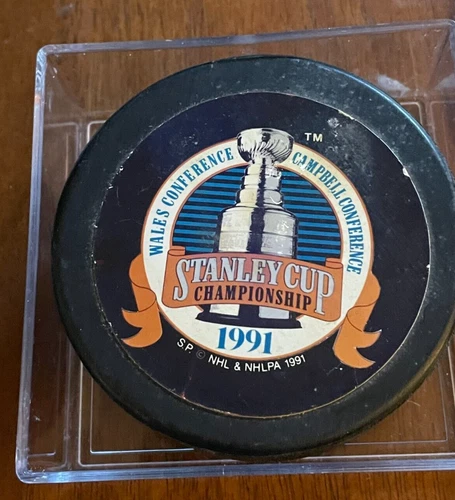 TM
WALES CONFERENCE
CAMPBELL CONFERENCE
STANLEY CUP
CHAMPIONSHIP
1991
S.P. © NHL & NHLPA 1991